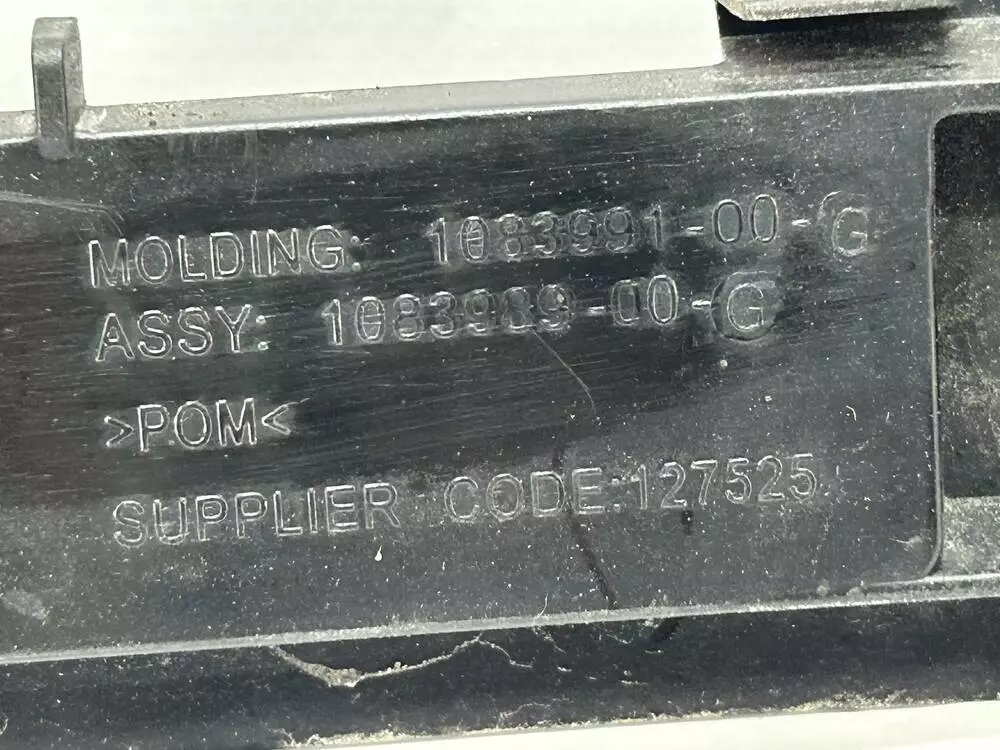 MOLDING: 1083991-00-G
ASSY: 1083989-00-G
>POM<
SUPPLIER CODE:127525